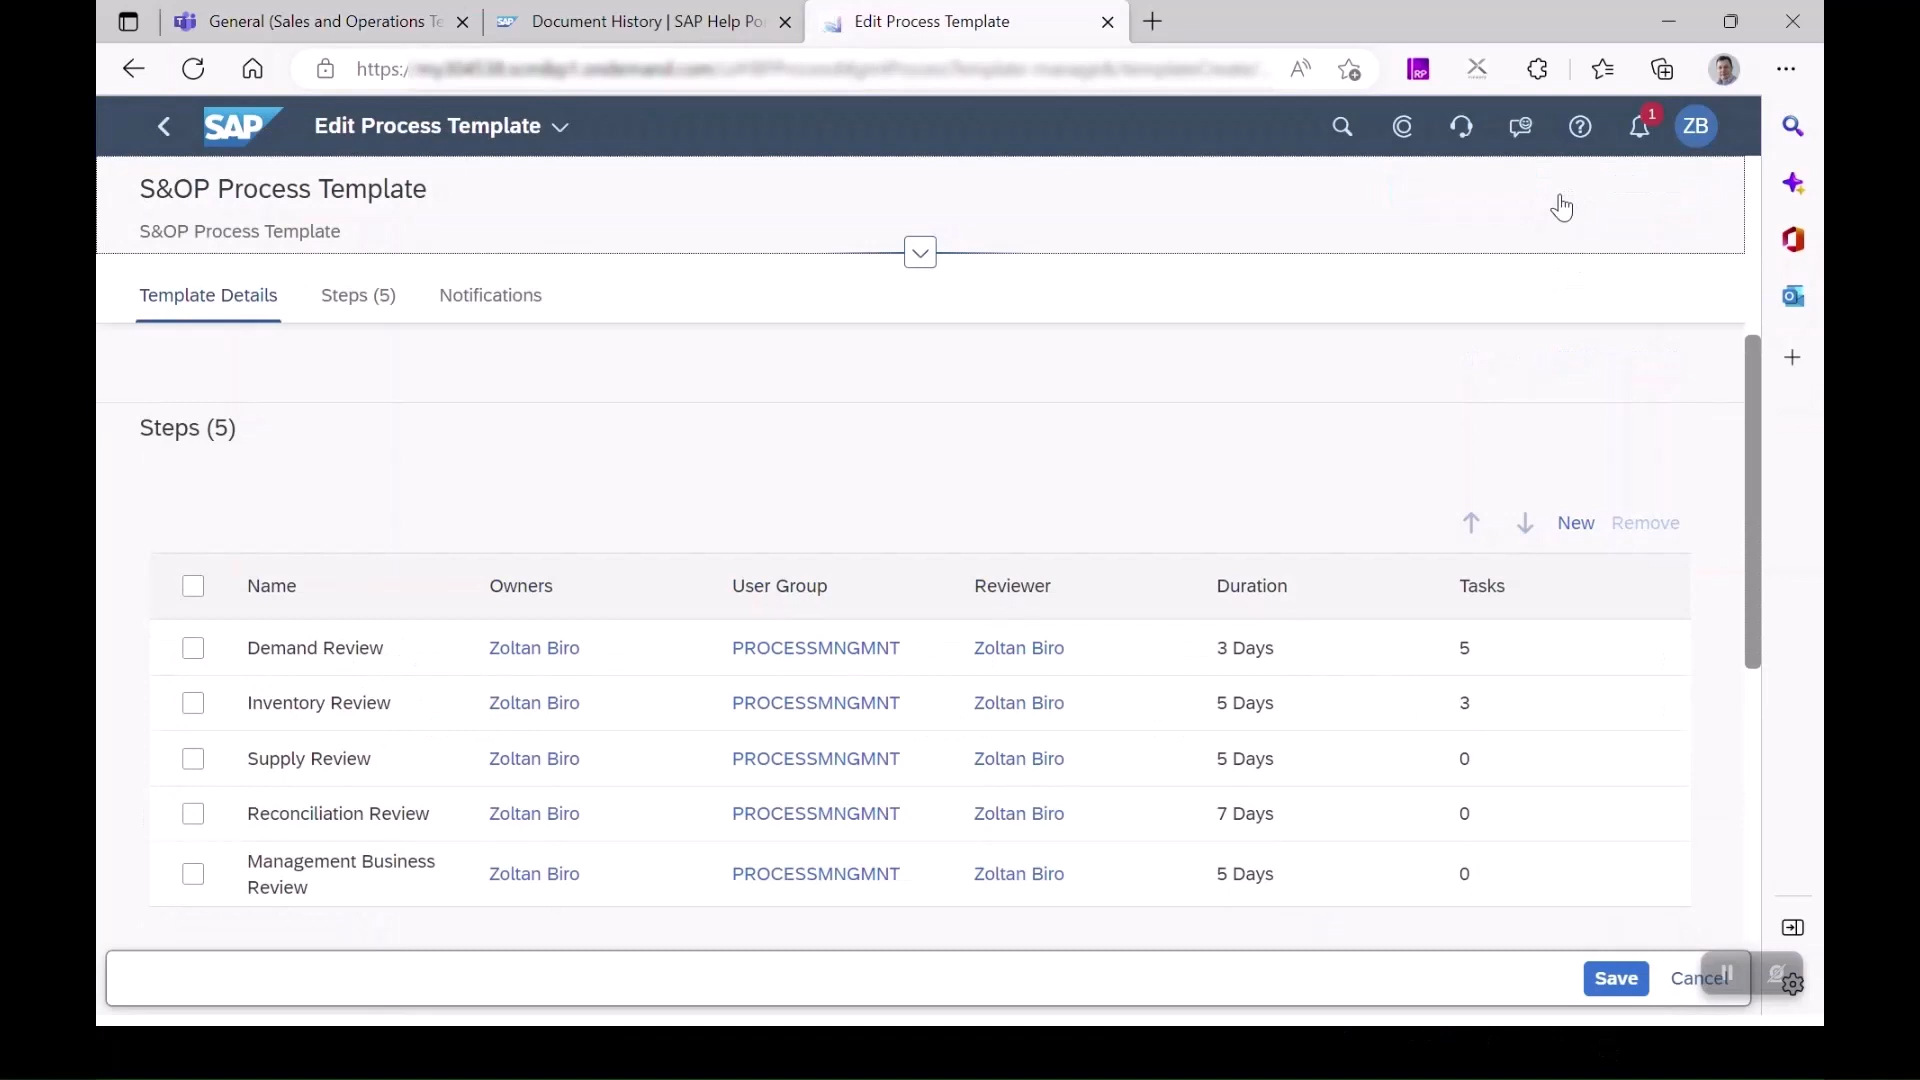 General (Sales and Operations Te
Document History | SAP Help Po
Edit Process Template
https:/
SAP
Edit Process Template
1
ZB
S&OP Process Template
S&OP Process Template
Template Details
Steps (5)
Notifications
Steps (5)
New
Remove
Name Owners User Group Reviewer Duration Tasks
Demand Review Zoltan Biro PROCESSMNGMNT Zoltan Biro 3 Days 5
Inventory Review Zoltan Biro PROCESSMNGMNT Zoltan Biro 5 Days 3
Supply Review Zoltan Biro PROCESSMNGMNT Zoltan Biro 5 Days 0
Reconciliation Review Zoltan Biro PROCESSMNGMNT Zoltan Biro 7 Days 0
Management Business
Review Zoltan Biro PROCESSMNGMNT Zoltan Biro 5 Days 0
Save
Cancel